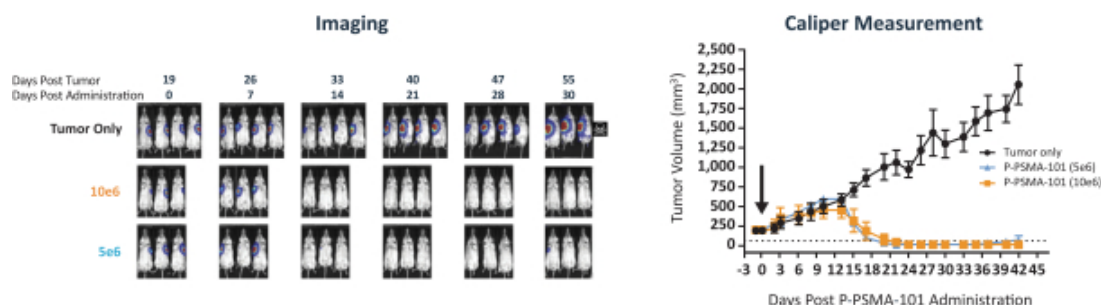 Imaging
Days Post Tumor 19 26 33 40 47 55
Days Post Administration 0 7 14 21 28 30
Tumor Only
10e6
5e6
Caliper Measurement
Tumor Volume (mm³)
2,500
2,250
2,000
1,750
1,500
1,250
1,000
750
500
250
0
Tumor only
P-PSMA-101 (5e6)
P-PSMA-101 (10e6)
-3 0 3 6 9 12 15 18 21 24 27 30 33 36 39 42 45
Days Post P-PSMA-101 Administration